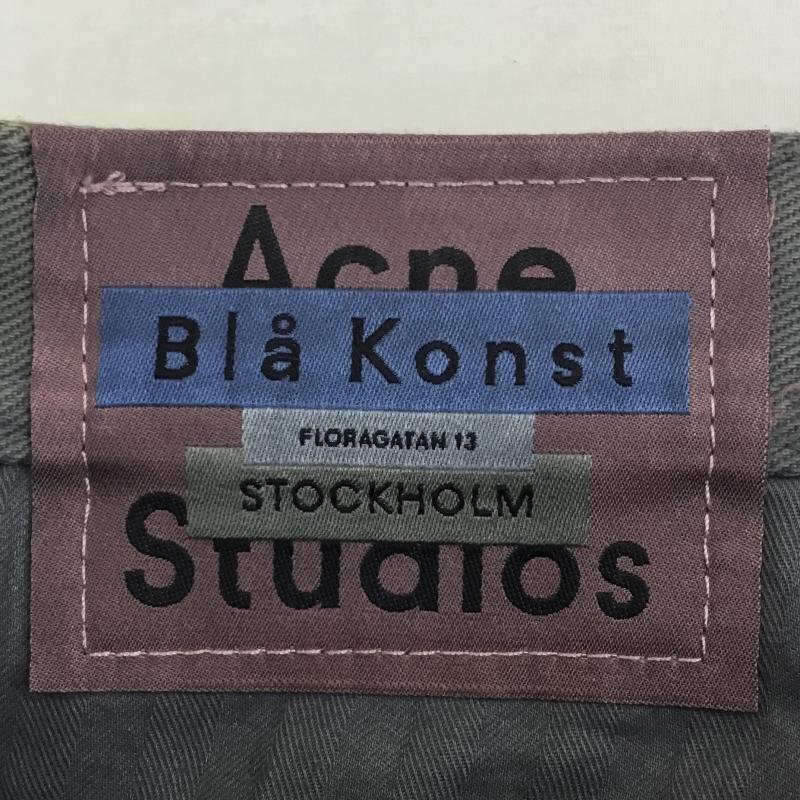 Acne
Blå Konst
FLORAGATAN 13
STOCKHOLM
Studios